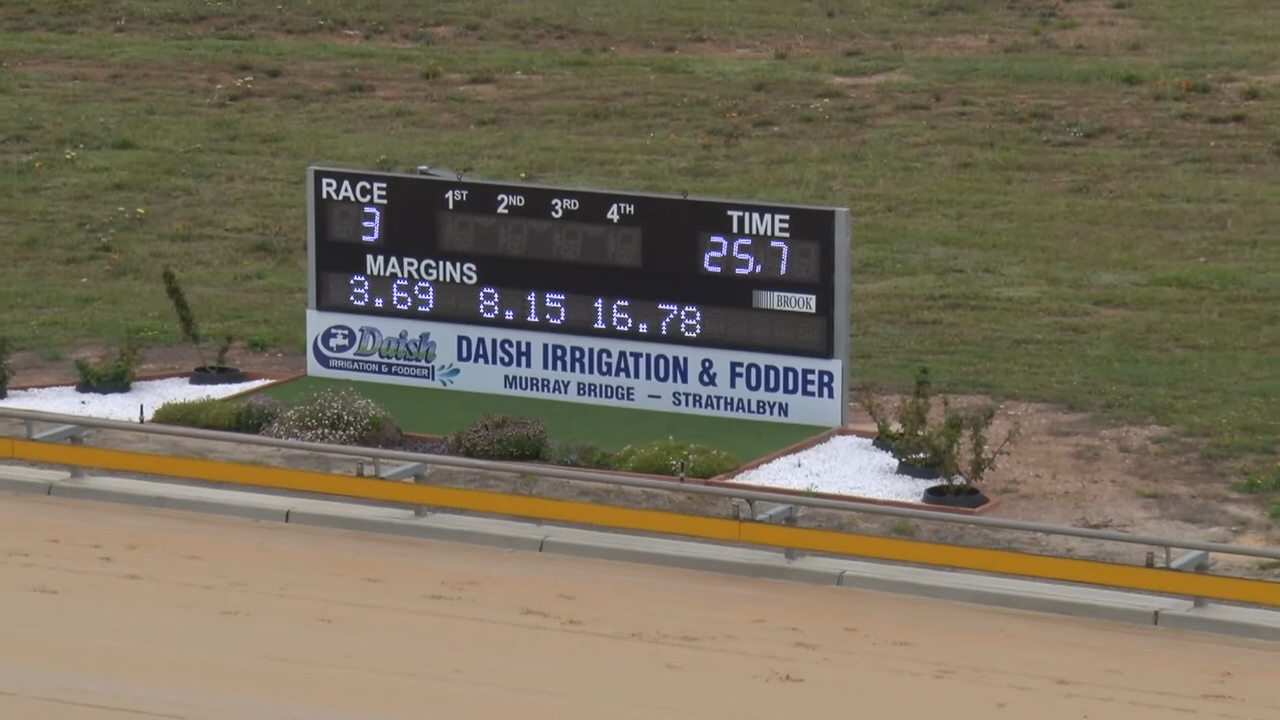 RACE 1ST 2ND 3RD 4TH TIME
3 25.7
MARGINS
BROOK
3.69 8.15 16.78
Daish
IRRIGATION & FODDER
DAISH IRRIGATION & FODDER
MURRAY BRIDGE – STRATHALBYN